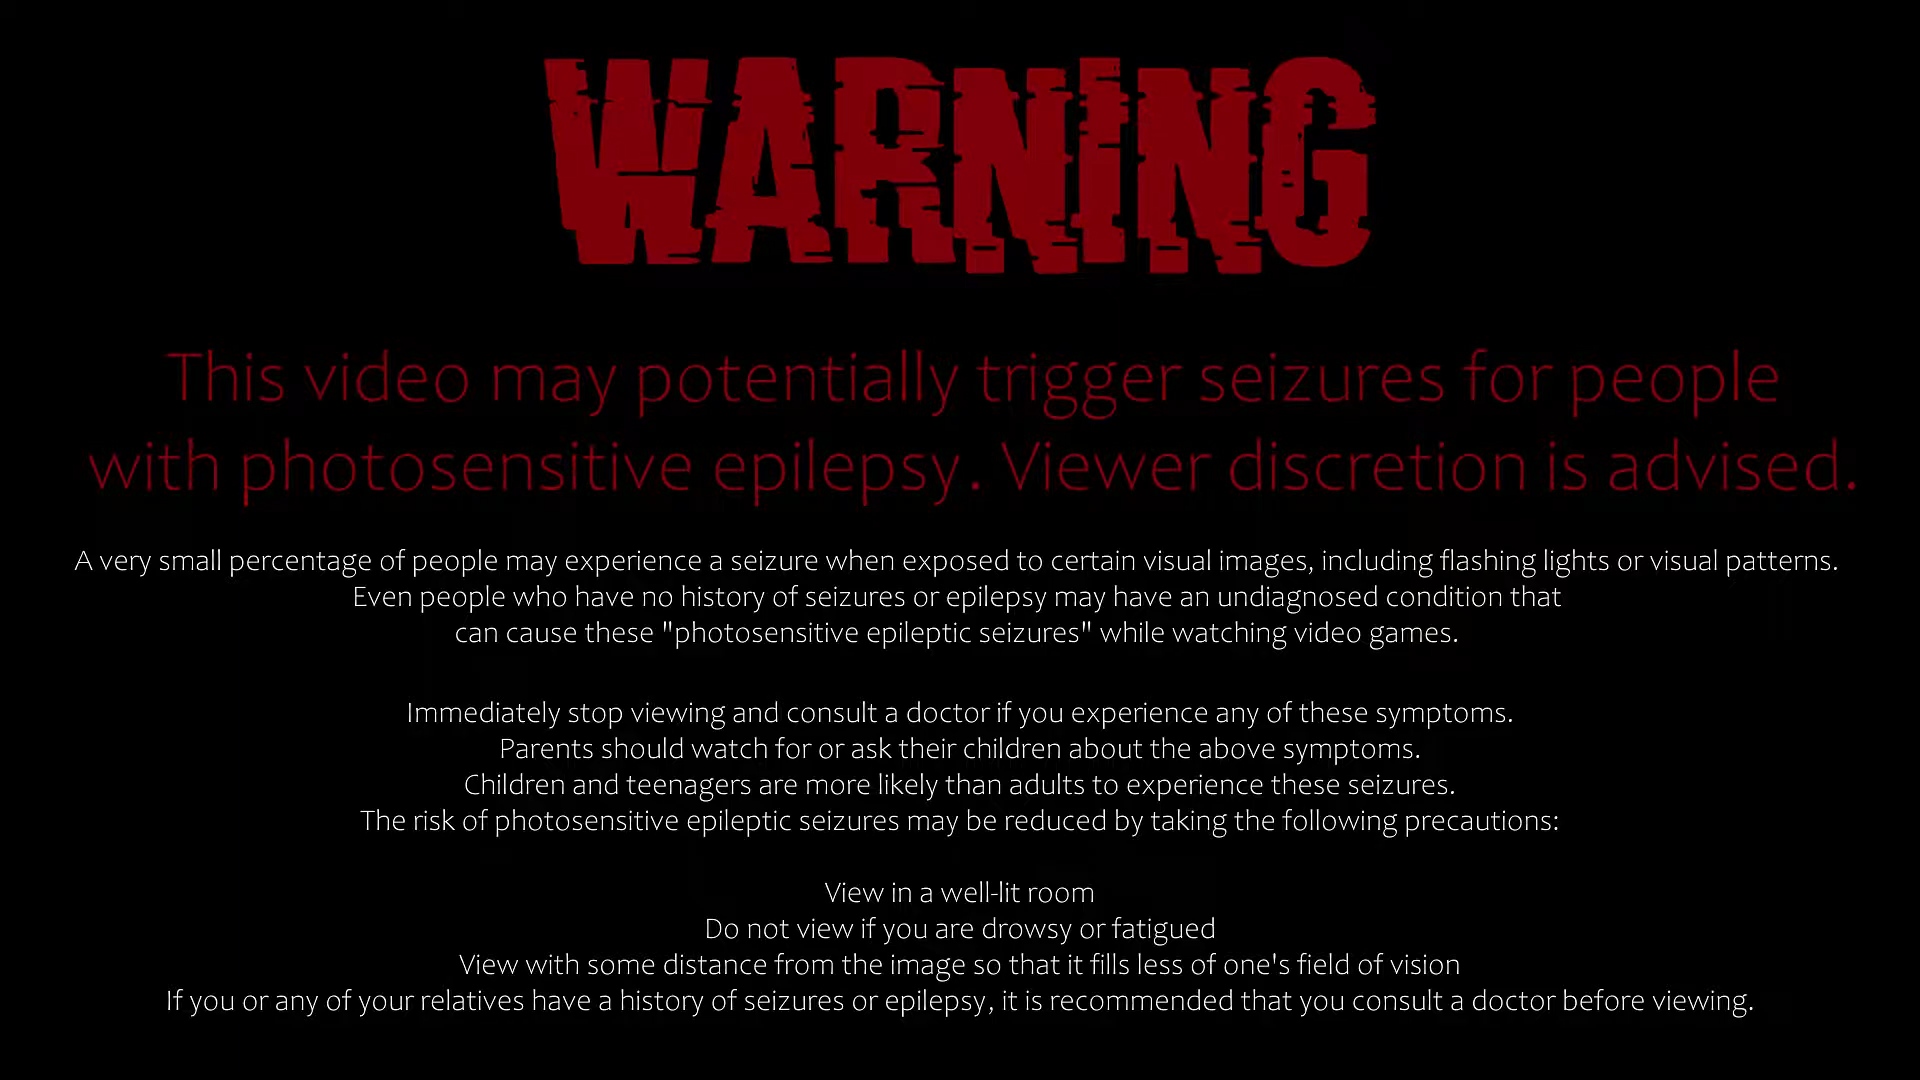 WARNING
This video may potentially trigger seizures for people
with photosensitive epilepsy. Viewer discretion is advised.
A very small percentage of people may experience a seizure when exposed to certain visual images, including flashing lights or visual patterns.
Even people who have no history of seizures or epilepsy may have an undiagnosed condition that
can cause these "photosensitive epileptic seizures" while watching video games.
Immediately stop viewing and consult a doctor if you experience any of these symptoms.
Parents should watch for or ask their children about the above symptoms.
Children and teenagers are more likely than adults to experience these seizures.
The risk of photosensitive epileptic seizures may be reduced by taking the following precautions:
View in a well-lit room
Do not view if you are drowsy or fatigued
View with some distance from the image so that it fills less of one's field of vision
If you or any of your relatives have a history of seizures or epilepsy, it is recommended that you consult a doctor before viewing.